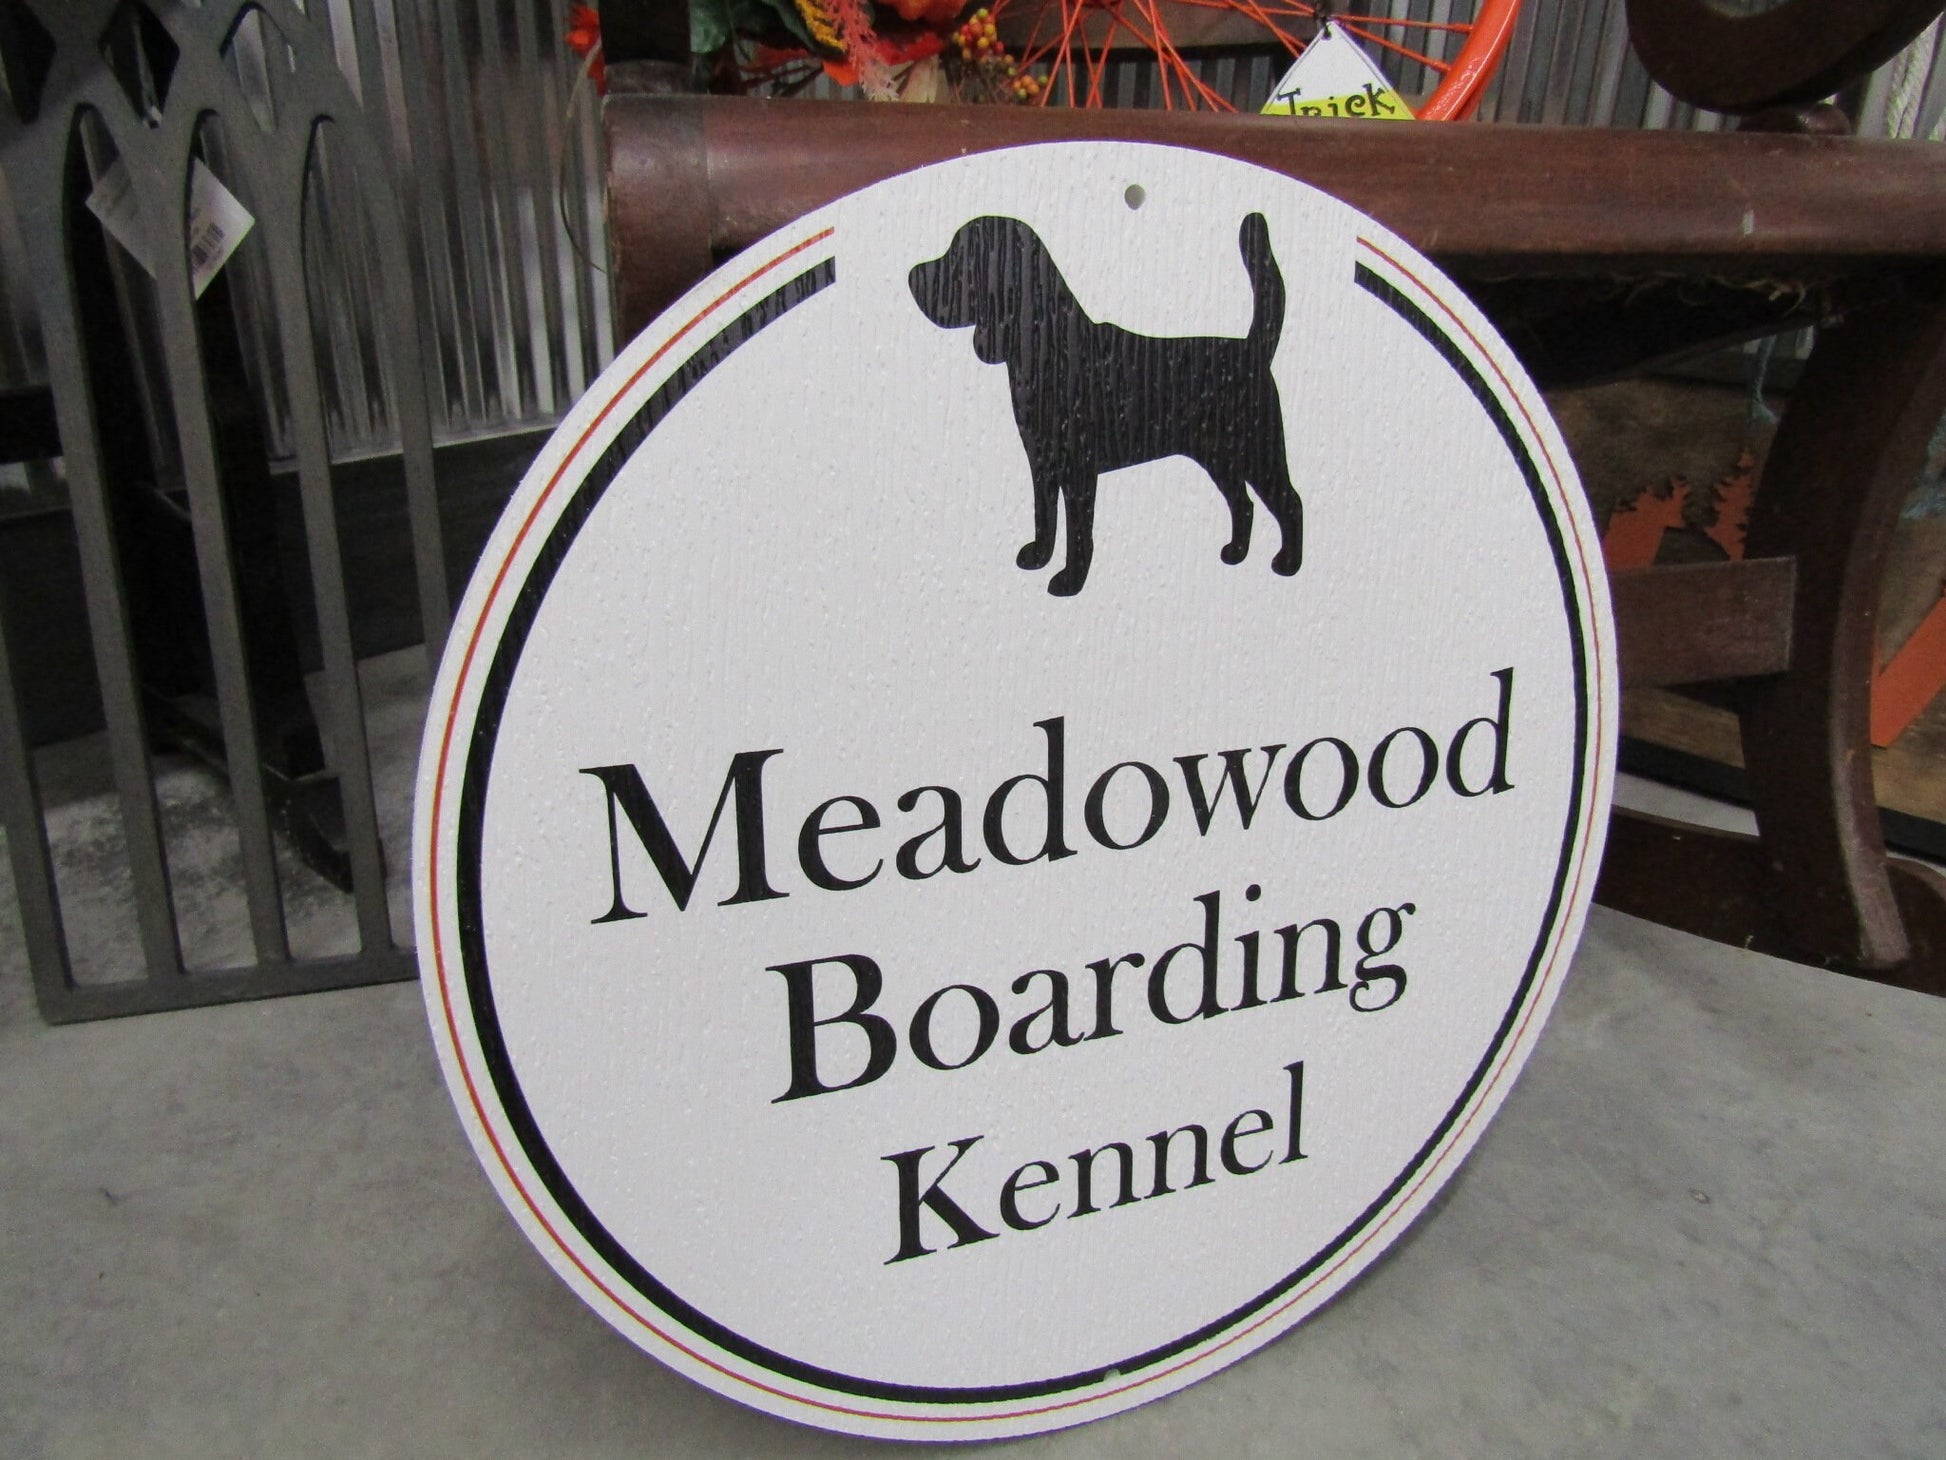 Trick
Meadowood
Boarding
Kennel